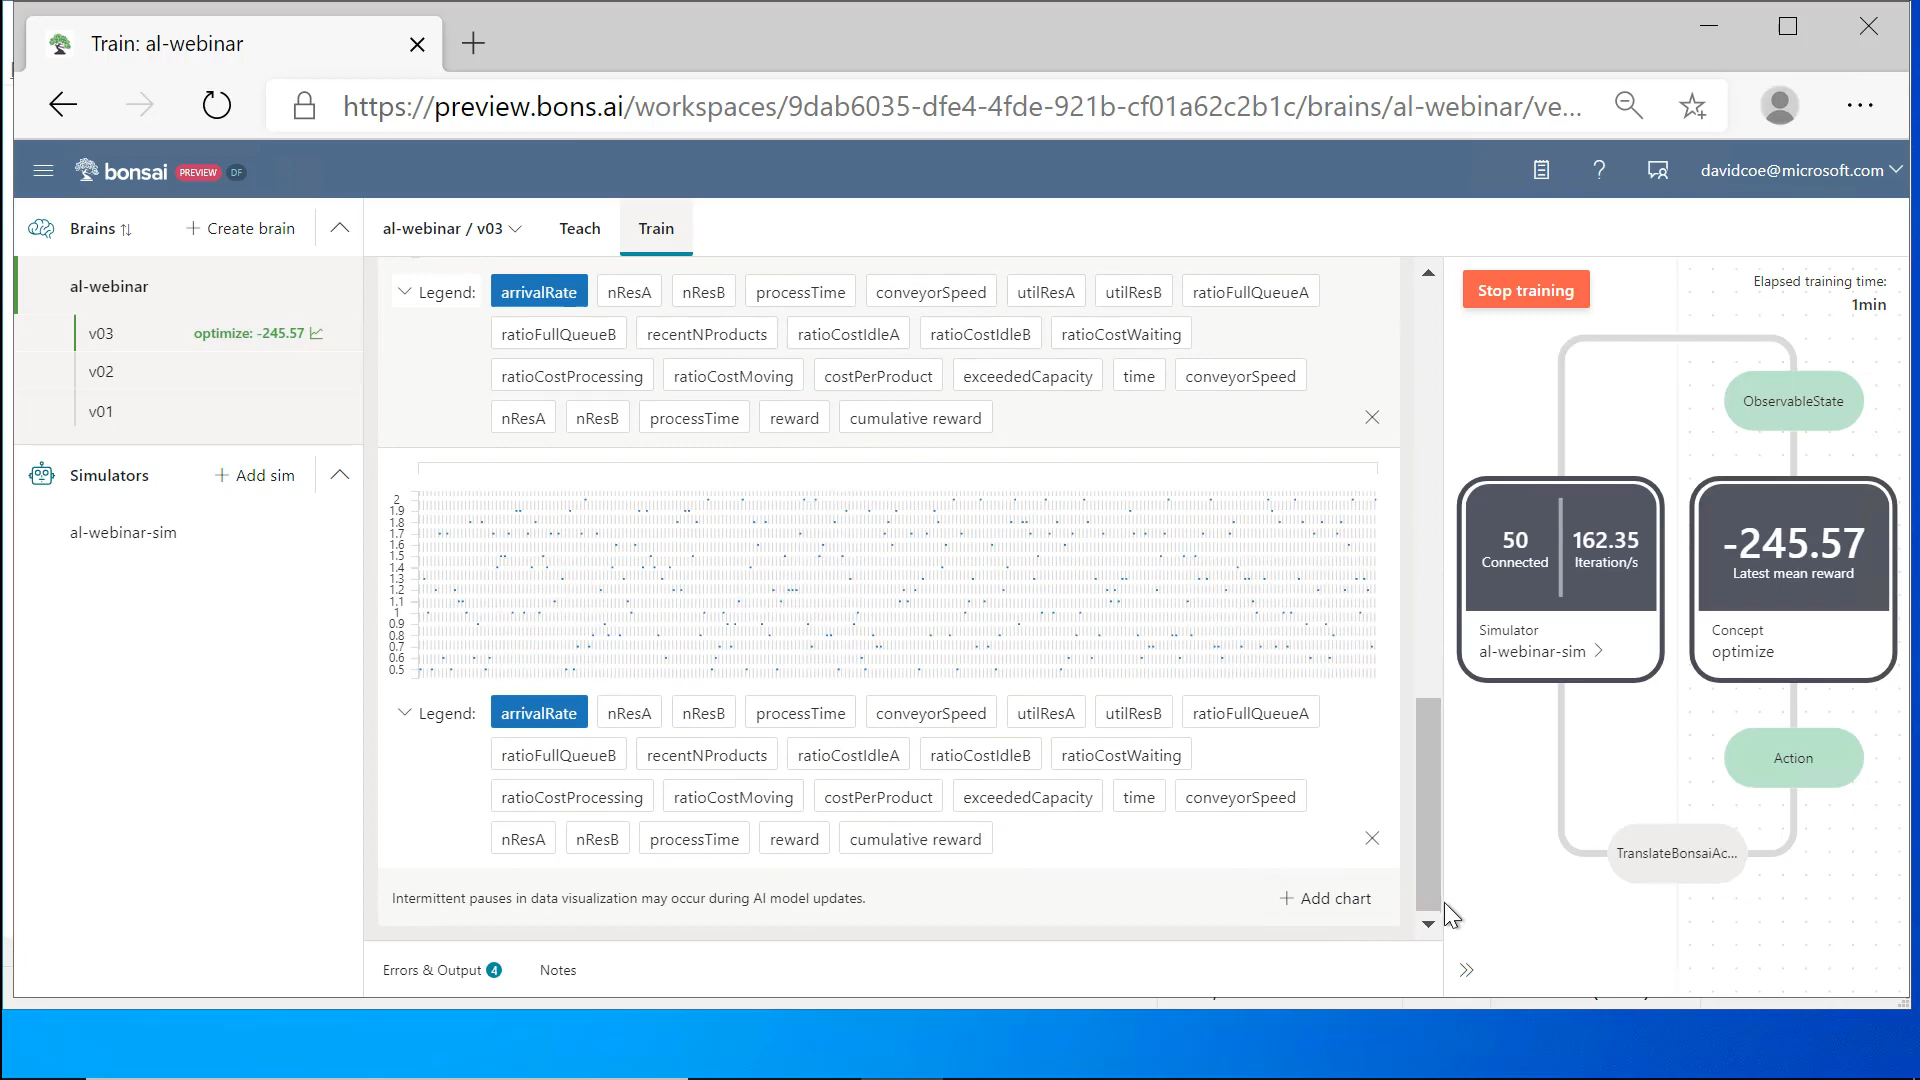 Train: al-webinar
https://preview.bons.ai/workspaces/9dab6035-dfe4-4fde-921b-cf01a62c2b1c/brains/al-webinar/ve...
bonsai PREVIEW DF
davidcoe@microsoft.com
Brains
+ Create brain
al-webinar / v03
Teach
Train
al-webinar
v03
optimize: -245.57
v02
v01
Simulators
+ Add sim
al-webinar-sim
Legend: arrivalRate nResA nResB processTime conveyorSpeed utilResA utilResB ratioFullQueueA
ratioFullQueueB recentNProducts ratioCostIdleA ratioCostIdleB ratioCostWaiting
ratioCostProcessing ratioCostMoving costPerProduct exceededCapacity time conveyorSpeed
nResA nResB processTime reward cumulative reward
2
1.9
1.8
1.7
1.6
1.5
1.4
1.3
1.2
1.1
1
0.9
0.8
0.7
0.6
0.5
Legend: arrivalRate nResA nResB processTime conveyorSpeed utilResA utilResB ratioFullQueueA
ratioFullQueueB recentNProducts ratioCostIdleA ratioCostIdleB ratioCostWaiting
ratioCostProcessing ratioCostMoving costPerProduct exceededCapacity time conveyorSpeed
nResA nResB processTime reward cumulative reward
Intermittent pauses in data visualization may occur during AI model updates.
+ Add chart
Errors & Output 4
Notes
Stop training
Elapsed training time:
1min
ObservableState
50
Connected
162.35
Iteration/s
Simulator
al-webinar-sim
-245.57
Latest mean reward
Concept
optimize
Action
TranslateBonsaiAc...